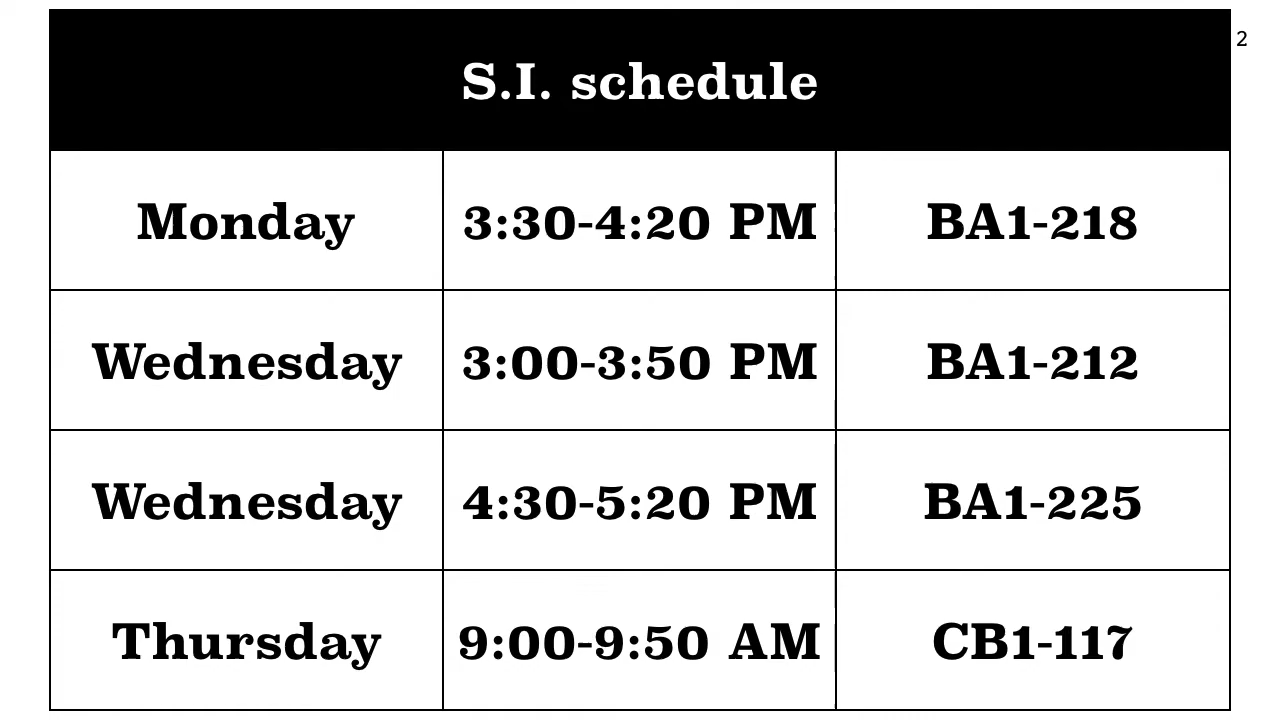 2
S.I. schedule
Monday 3:30-4:20 PM BA1-218
Wednesday 3:00-3:50 PM BA1-212
Wednesday 4:30-5:20 PM BA1-225
Thursday 9:00-9:50 AM CB1-117